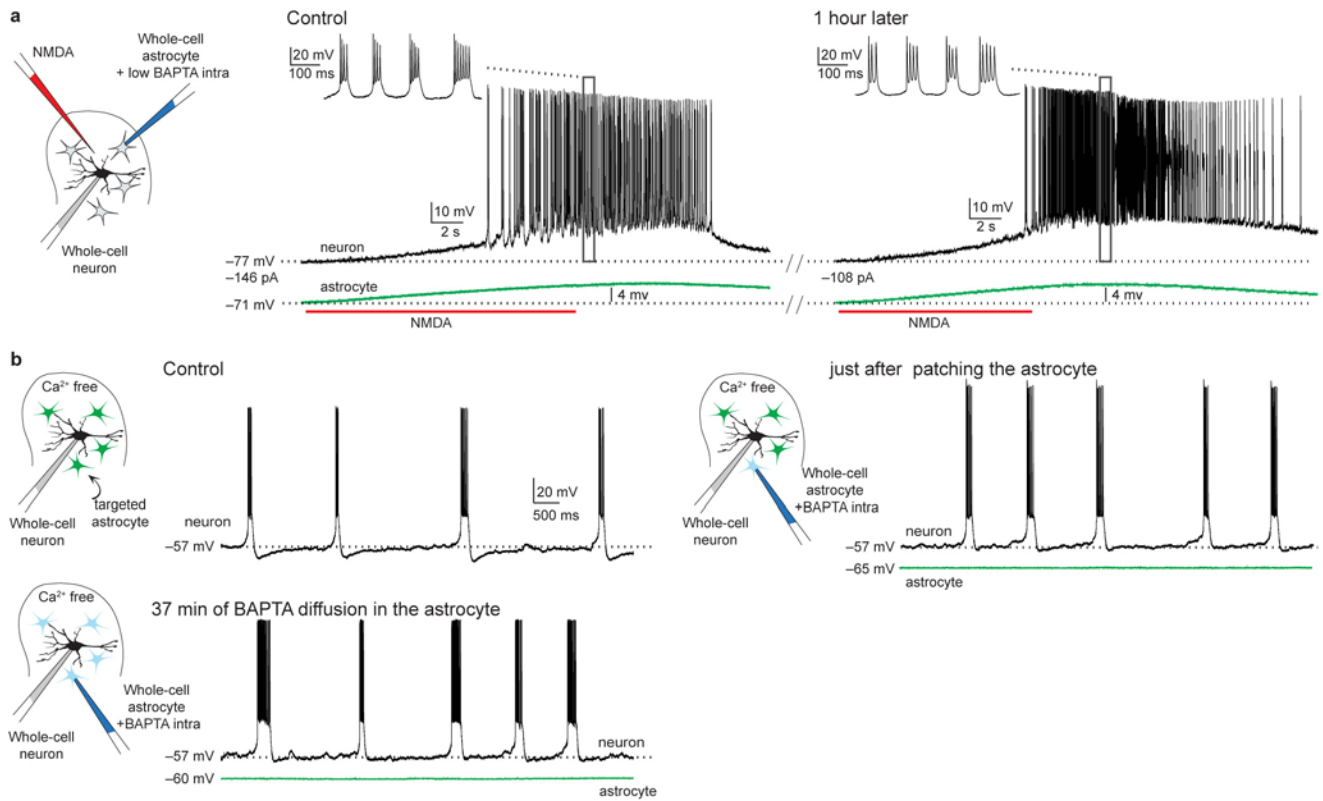 a
NMDA
Whole-cell
astrocyte
+ low BAPTA intra
Whole-cell
neuron
Control
20 mV
100 ms
10 mV
2 s
neuron
–77 mV
–146 pA
astrocyte
–71 mV
4 mv
NMDA
1 hour later
20 mV
100 ms
10 mV
2 s
–108 pA
4 mv
NMDA
b
Ca²⁺ free
targeted
astrocyte
Whole-cell
neuron
Control
20 mV
500 ms
neuron
–57 mV
just after patching the astrocyte
Ca²⁺ free
Whole-cell
astrocyte
+BAPTA intra
Whole-cell
neuron
neuron
–57 mV
–65 mV
astrocyte
37 min of BAPTA diffusion in the astrocyte
Ca²⁺ free
Whole-cell
astrocyte
+BAPTA intra
Whole-cell
neuron
neuron
–57 mV
–60 mV
astrocyte